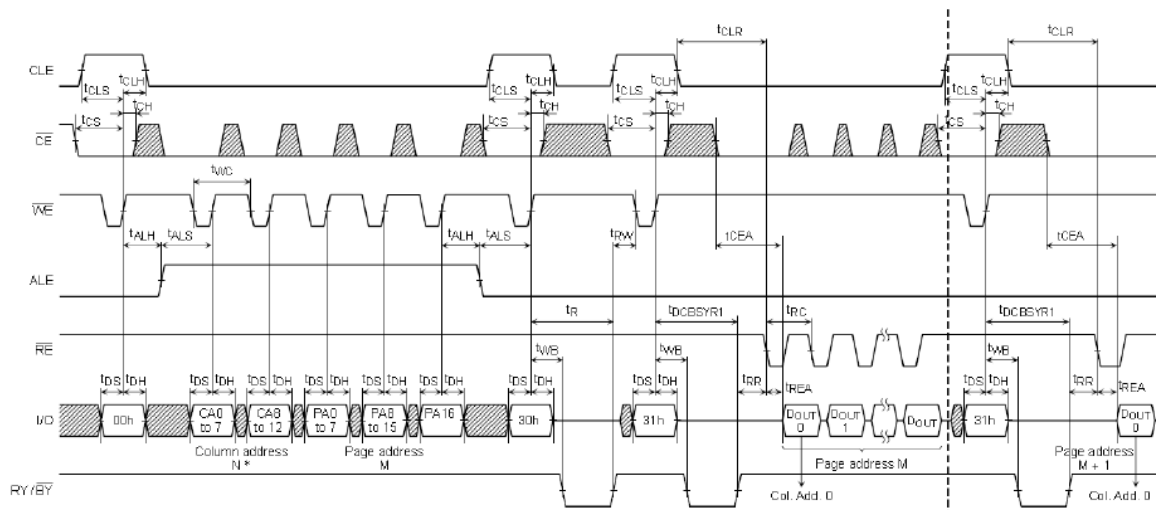 tCLR tCLR
CLE
tCLS tCLH tCLS tCLH tCLS tCLH tCLS tCLH
tCS tCH tCS tCH tCS tCH tCS tCH
CE
tWC
WE
tALH tALS tALH tALS tRW tCEA tCEA
ALE
tR tDCBSYR1 tRC tDCBSYR1
RE
tWB tWB tWB
tRR tREA tRR tREA
tDS tDH tDS tDH tDS tDH tDS tDH tDS tDH tDS tDH tDS tDH tDS tDH tDS tDH
I/O
00h CA0 to 7 CA8 to 12 PA0 to 7 PA8 to 15 PA16 30h 31h DOUT 0 DOUT 1 DOUT 31h DOUT 0
Column address N *
Page address M
Page address M
Page address M + 1
RY/BY
Col. Add. 0 Col. Add. 0